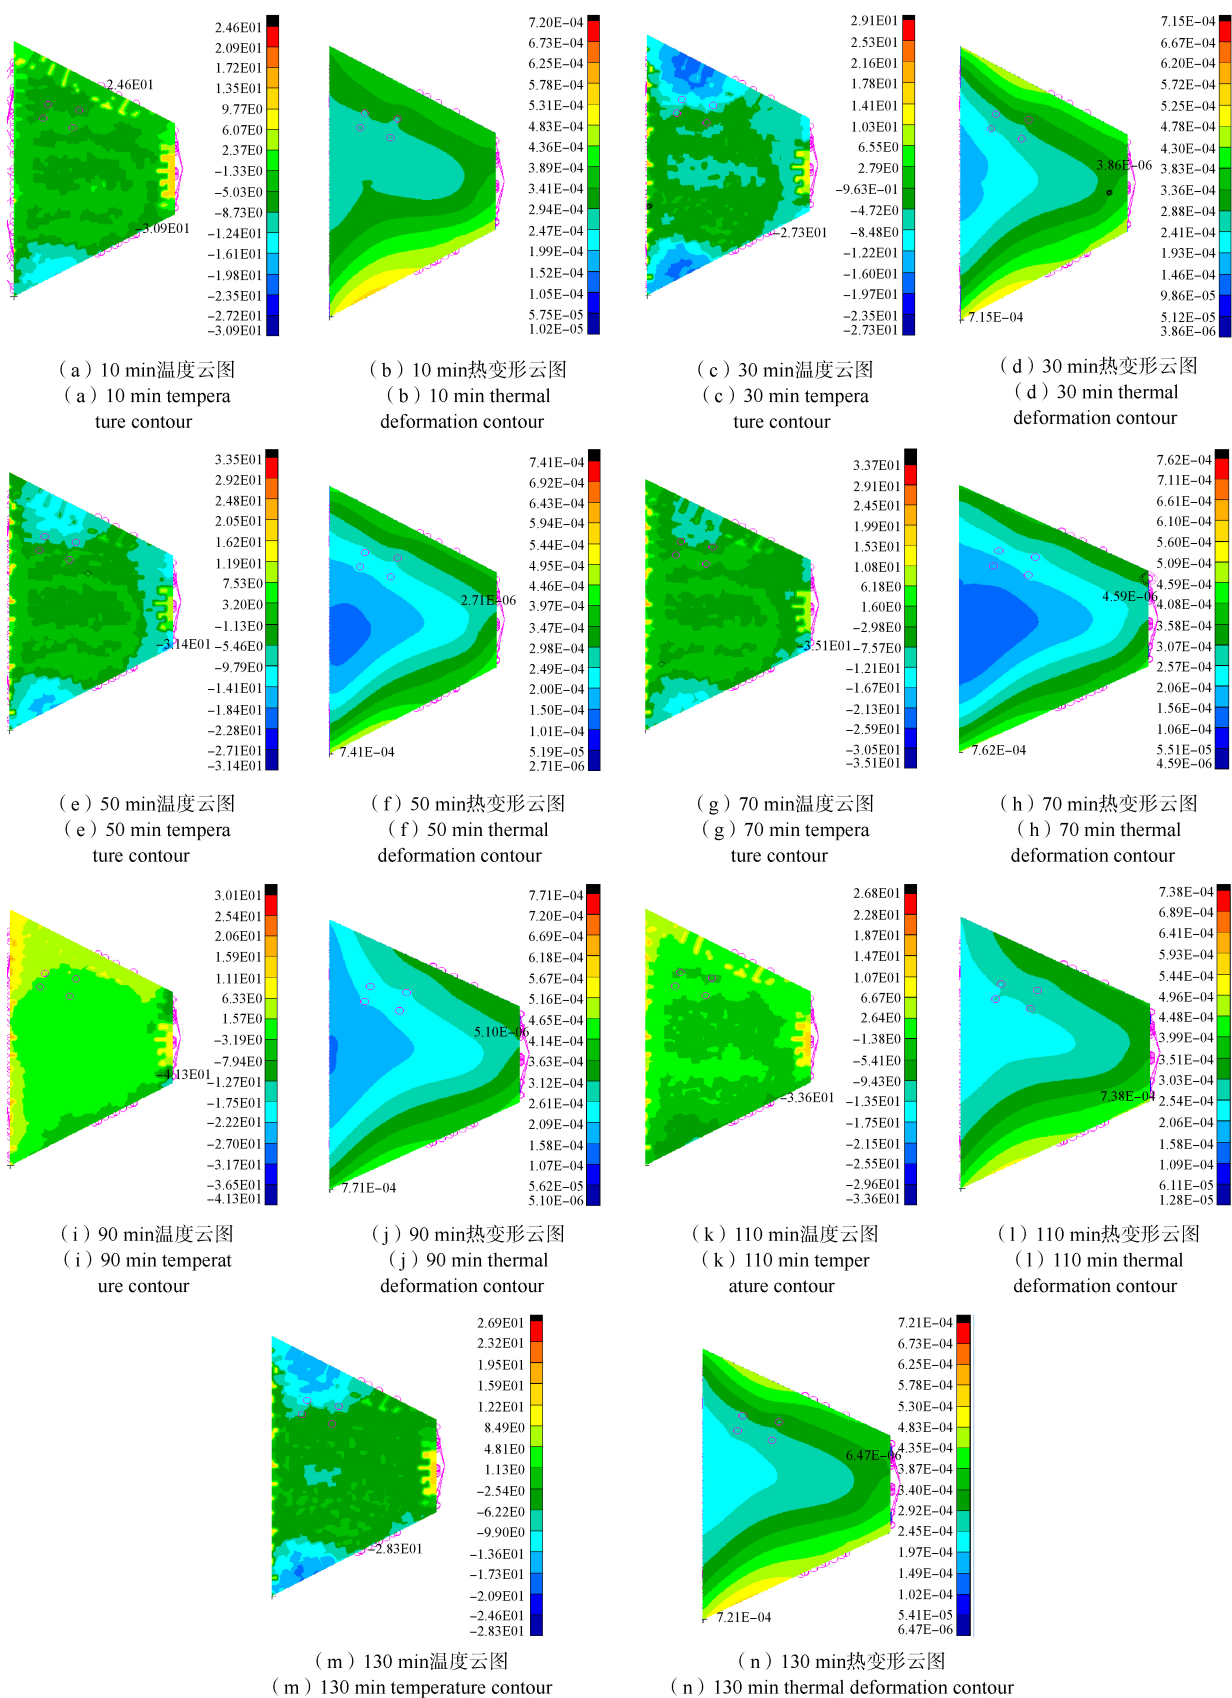 2.46E01
2.09E01
1.72E01
1.35E01
9.77E0
6.07E0
2.37E0
-1.33E0
-5.03E0
-8.73E0
-1.24E01
-1.61E01
-1.98E01
-2.35E01
-2.72E01
-3.09E01
2.46E01
-3.09E01
(a)10 min温度云图
(a)10 min tempera
ture contour
7.20E-04
6.73E-04
6.25E-04
5.78E-04
5.31E-04
4.83E-04
4.36E-04
3.89E-04
3.41E-04
2.94E-04
2.47E-04
1.99E-04
1.52E-04
1.05E-04
5.75E-05
1.02E-05
(b)10 min热变形云图
(b)10 min thermal
deformation contour
2.91E01
2.53E01
2.16E01
1.78E01
1.41E01
1.03E01
6.55E0
2.79E0
-9.63E-01
-4.72E0
-8.48E0
-1.22E01
-1.60E01
-1.97E01
-2.35E01
-2.73E01
-2.73E01
(c)30 min温度云图
(c)30 min tempera
ture contour
7.15E-04
6.67E-04
6.20E-04
5.72E-04
5.25E-04
4.78E-04
4.30E-04
3.83E-04
3.36E-04
2.88E-04
2.41E-04
1.93E-04
1.46E-04
9.86E-05
5.12E-05
3.86E-06
3.86E-06
7.15E-04
(d)30 min热变形云图
(d)30 min thermal
deformation contour
3.35E01
2.92E01
2.48E01
2.05E01
1.62E01
1.19E01
7.53E0
3.20E0
-1.13E0
-5.46E0
-9.79E0
-1.41E01
-1.84E01
-2.28E01
-2.71E01
-3.14E01
-3.14E01
(e)50 min温度云图
(e)50 min tempera
ture contour
7.41E-04
6.92E-04
6.43E-04
5.94E-04
5.44E-04
4.95E-04
4.46E-04
3.97E-04
3.47E-04
2.98E-04
2.49E-04
2.00E-04
1.50E-04
1.01E-04
5.19E-05
2.71E-06
2.71E-06
7.41E-04
(f)50 min热变形云图
(f)50 min thermal
deformation contour
3.37E01
2.91E01
2.45E01
1.99E01
1.53E01
1.08E01
6.18E0
1.60E0
-2.98E0
-7.57E0
-1.21E01
-1.67E01
-2.13E01
-2.59E01
-3.05E01
-3.51E01
-3.51E01
(g)70 min温度云图
(g)70 min tempera
ture contour
7.62E-04
7.11E-04
6.61E-04
6.10E-04
5.60E-04
5.09E-04
4.59E-04
4.08E-04
3.58E-04
3.07E-04
2.57E-04
2.06E-04
1.56E-04
1.06E-04
5.51E-05
4.59E-06
4.59E-06
7.62E-04
(h)70 min热变形云图
(h)70 min thermal
deformation contour
3.01E01
2.54E01
2.06E01
1.59E01
1.11E01
6.33E0
1.57E0
-3.19E0
-7.94E0
-1.27E01
-1.75E01
-2.22E01
-2.70E01
-3.17E01
-3.65E01
-4.13E01
-4.13E01
(i)90 min温度云图
(i)90 min temperat
ure contour
7.71E-04
7.20E-04
6.69E-04
6.18E-04
5.67E-04
5.16E-04
4.65E-04
4.14E-04
3.63E-04
3.12E-04
2.61E-04
2.09E-04
1.58E-04
1.07E-04
5.62E-05
5.10E-06
5.10E-06
7.71E-04
(j)90 min热变形云图
(j)90 min thermal
deformation contour
2.68E01
2.28E01
1.87E01
1.47E01
1.07E01
6.67E0
2.64E0
-1.38E0
-5.41E0
-9.43E0
-1.35E01
-1.75E01
-2.15E01
-2.55E01
-2.96E01
-3.36E01
-3.36E01
(k)110 min温度云图
(k)110 min temper
ature contour
7.38E-04
6.89E-04
6.41E-04
5.93E-04
5.44E-04
4.96E-04
4.48E-04
3.99E-04
3.51E-04
3.03E-04
2.54E-04
2.06E-04
1.58E-04
1.09E-04
6.11E-05
1.28E-05
7.38E-04
(l)110 min热变形云图
(l)110 min thermal
deformation contour
2.69E01
2.32E01
1.95E01
1.59E01
1.22E01
8.49E0
4.81E0
1.13E0
-2.54E0
-6.22E0
-9.90E0
-1.36E01
-1.73E01
-2.09E01
-2.46E01
-2.83E01
-2.83E01
(m)130 min温度云图
(m)130 min temperature contour
7.21E-04
6.73E-04
6.25E-04
5.78E-04
5.30E-04
4.83E-04
4.35E-04
3.87E-04
3.40E-04
2.92E-04
2.45E-04
1.97E-04
1.49E-04
1.02E-04
5.41E-05
6.47E-06
6.47E-06
7.21E-04
(n)130 min热变形云图
(n)130 min thermal deformation contour